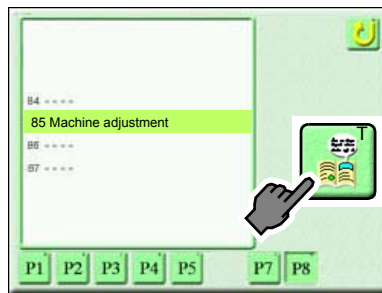 84 ----
85 Machine adjustment
86 ----
87 ----
T
P1 P2 P3 P4 P5 P7 P8